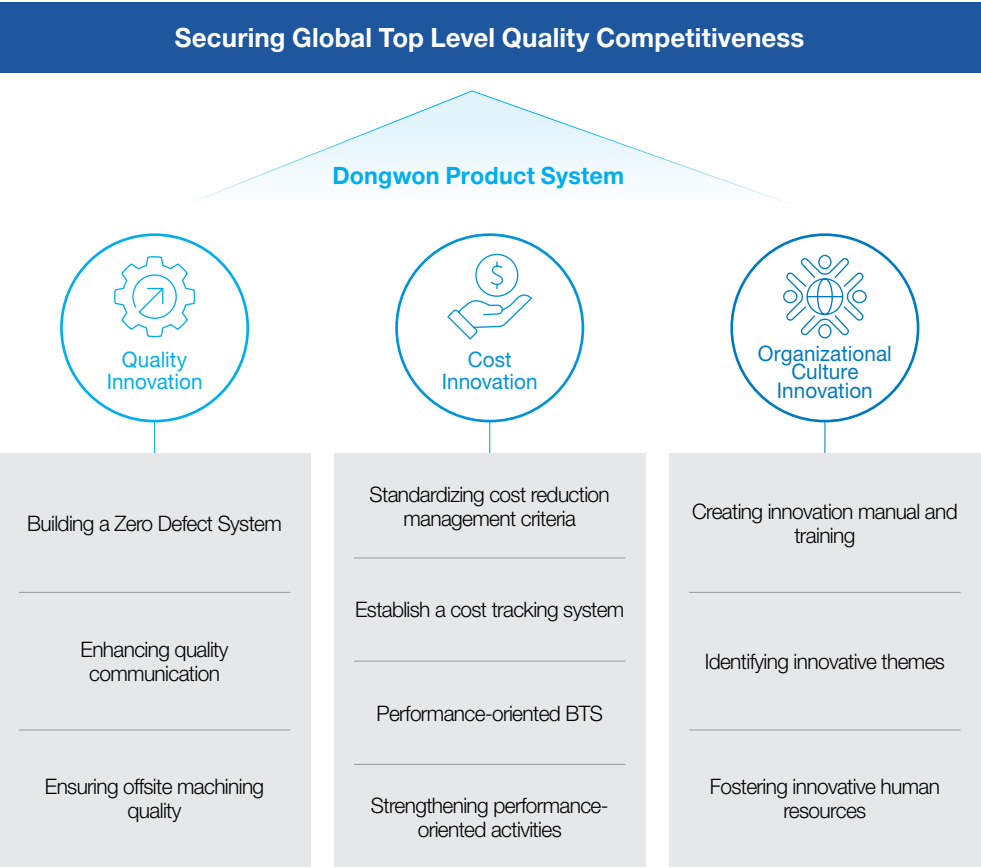 Securing Global Top Level Quality Competitiveness
Dongwon Product System
Quality
Innovation
$
Cost
Innovation
Organizational
Culture
Innovation
Building a Zero Defect System
Enhancing quality
communication
Ensuring offsite machining
quality
Standardizing cost reduction
management criteria
Establish a cost tracking system
Performance-oriented BTS
Strengthening performance-
oriented activities
Creating innovation manual and
training
Identifying innovative themes
Fostering innovative human
resources